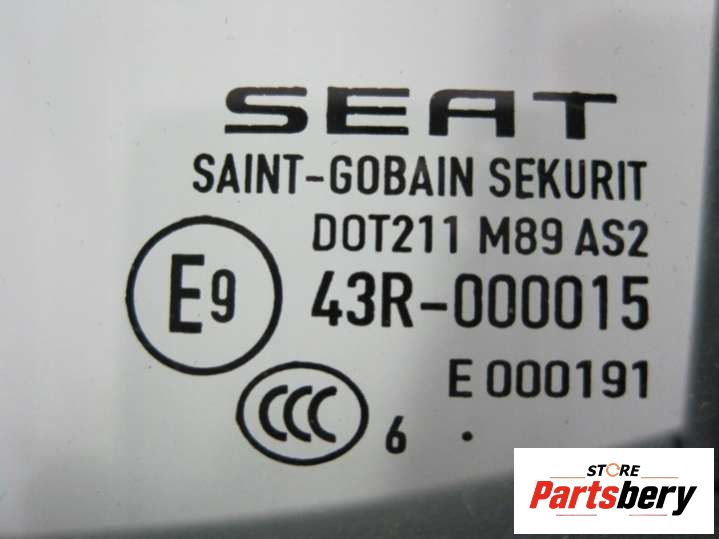 SEAT
SAINT-GOBAIN SEKURIT
DOT211 M89 AS2
E9 43R-000015
E 000191
CCC 6 .
STORE
Partsbery